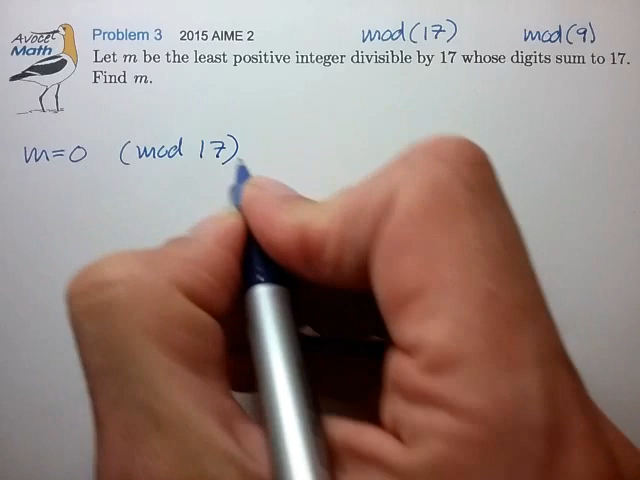 Avocet
Math
Problem 3 2015 AIME 2
mod(17) mod(9)
Let m be the least positive integer divisible by 17 whose digits sum to 17.
Find m.
m=0 (mod 17)